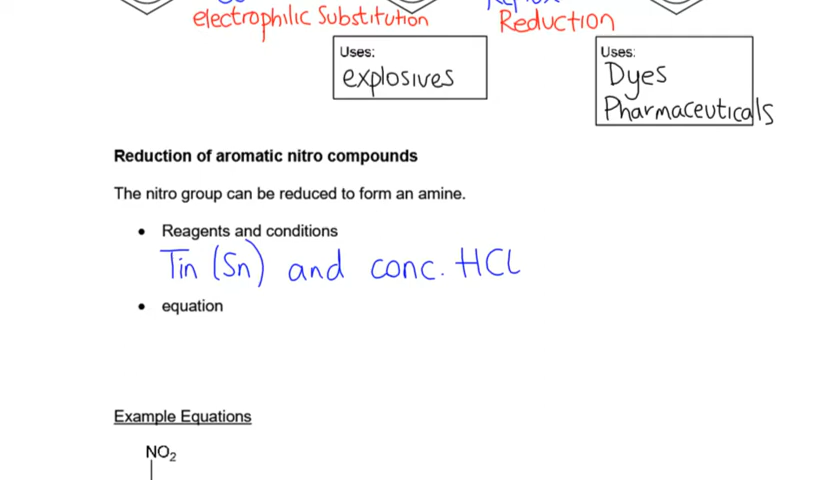 electrophilic Substitution
Reflux
Reduction
Uses:
explosives
Uses:
Dyes
Pharmaceuticals
Reduction of aromatic nitro compounds
The nitro group can be reduced to form an amine.
• Reagents and conditions
Tin (Sn) and conc. HCl
• equation
Example Equations
NO₂